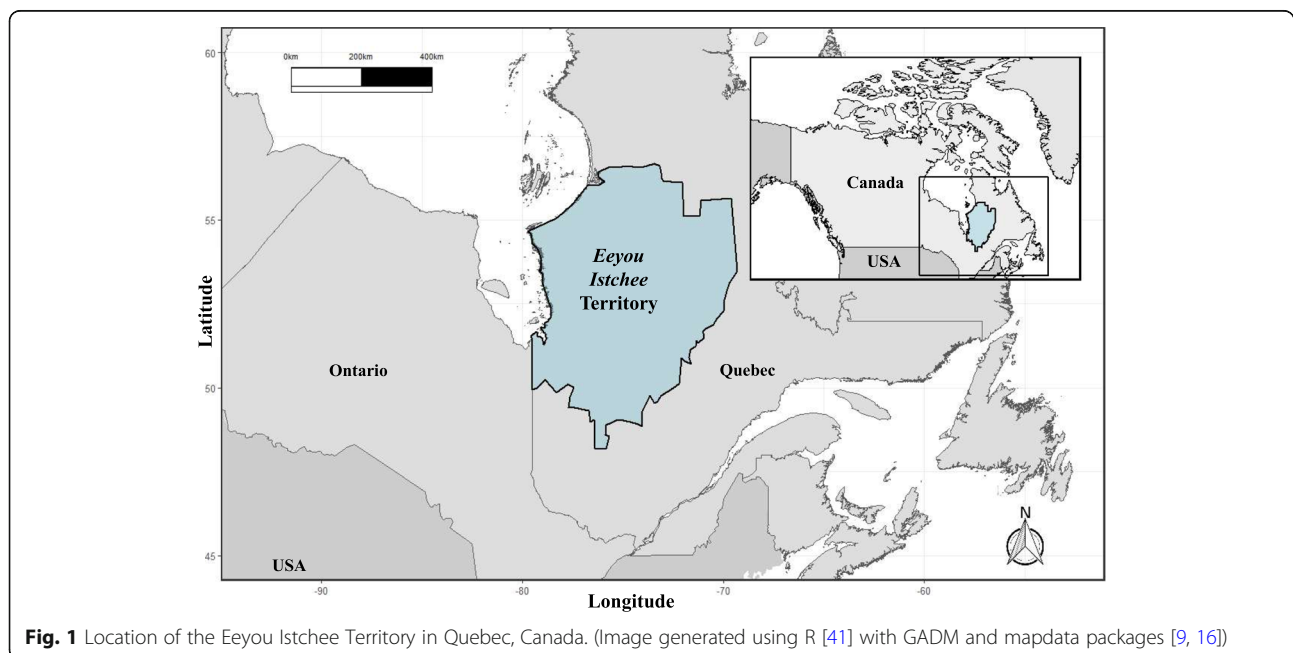 60
0km 200km 400km
Canada
USA
55
Eeyou
Istchee
Territory
Latitude
Ontario
50
Quebec
N
45
USA
-90
-80
-70
-60
Longitude
Fig. 1 Location of the Eeyou Istchee Territory in Quebec, Canada. (Image generated using R [41] with GADM and mapdata packages [9, 16])